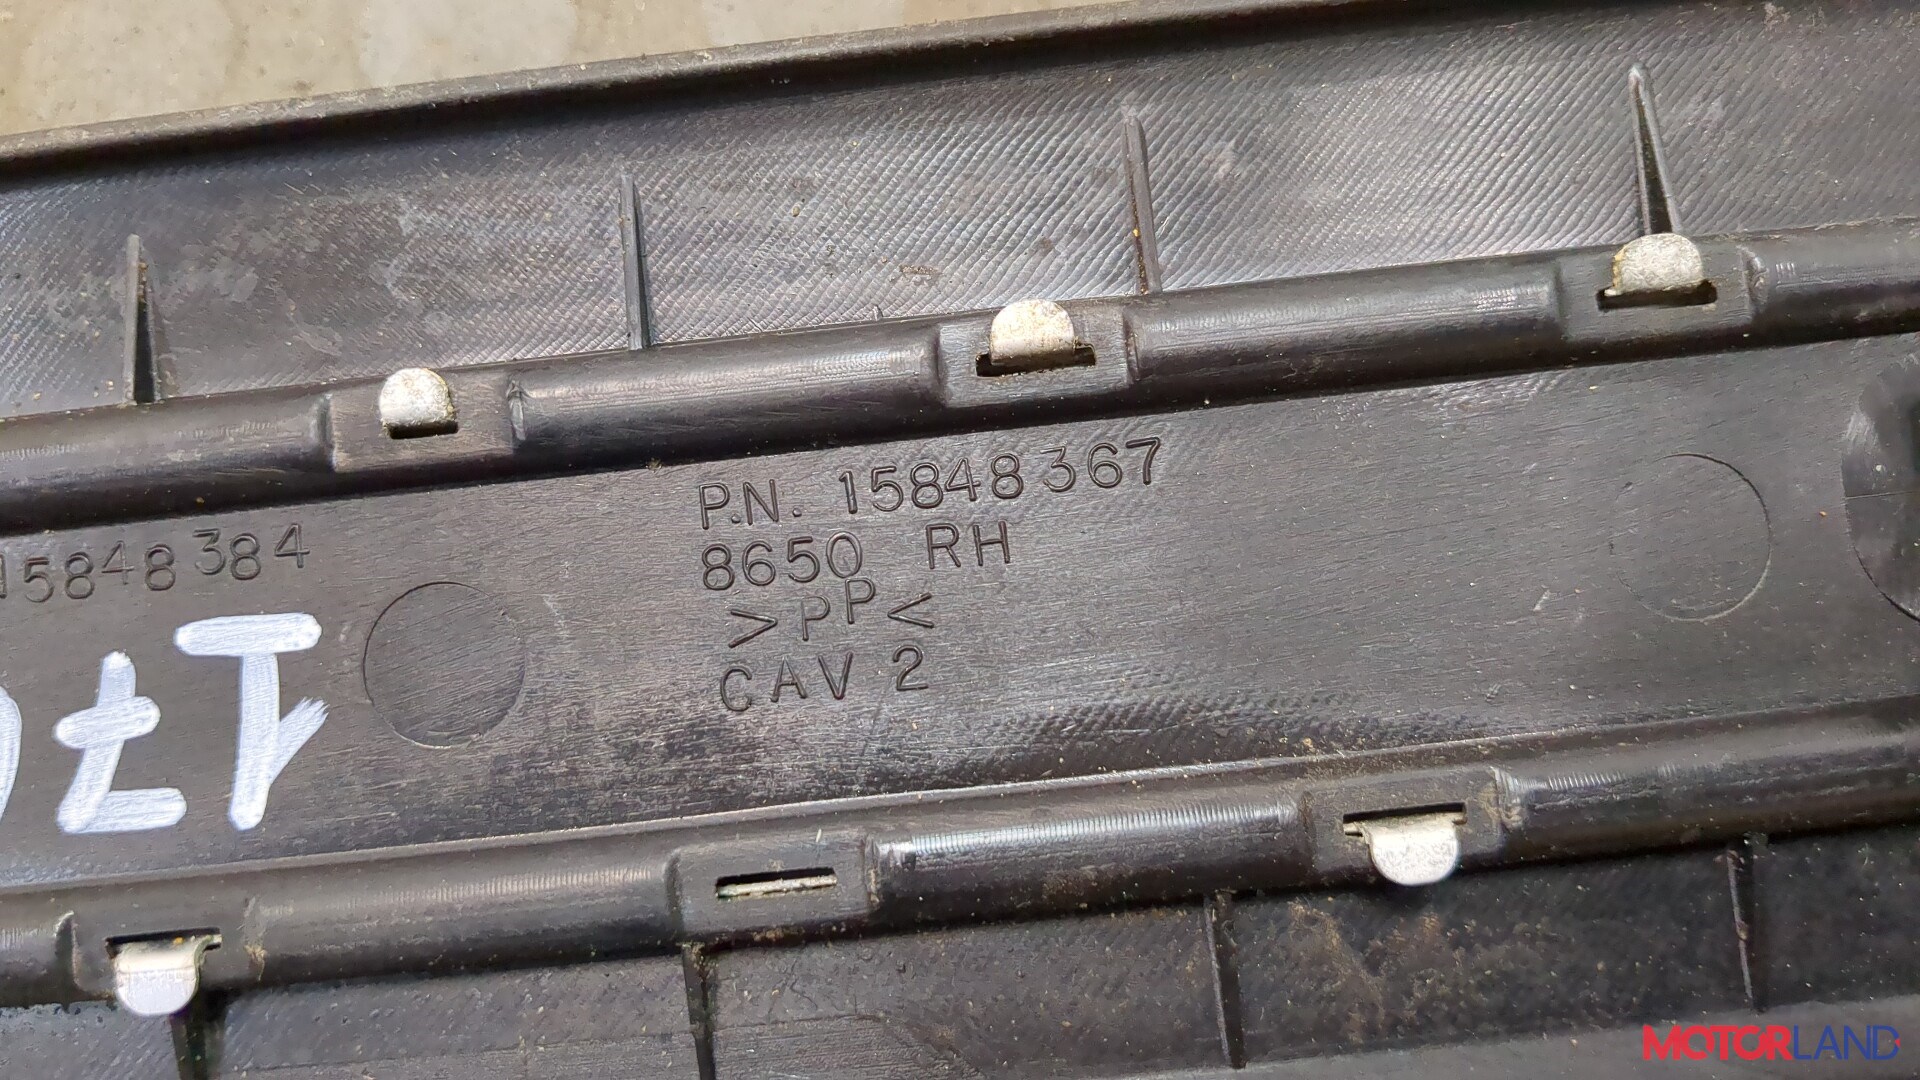 P.N. 15848367
8650 RH
>PP<
CAV 2
15848384
MOTORLAND